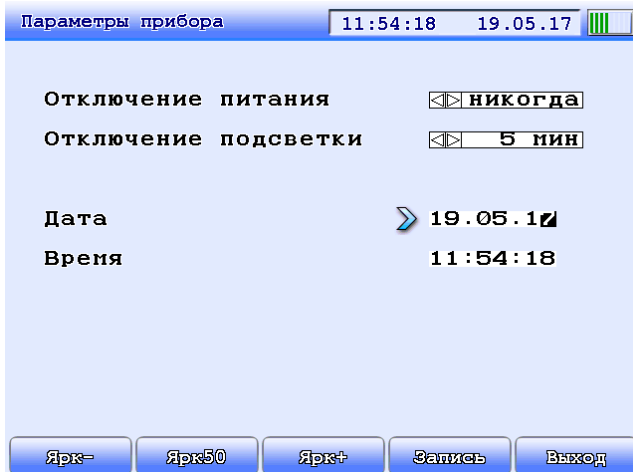 Параметры прибора 11:54:18 19.05.17
Отключение питания никогда
Отключение подсветки 5 мин
Дата 19.05.17
Время 11:54:18
Ярк- Ярк50 Ярк+ Запись Выход